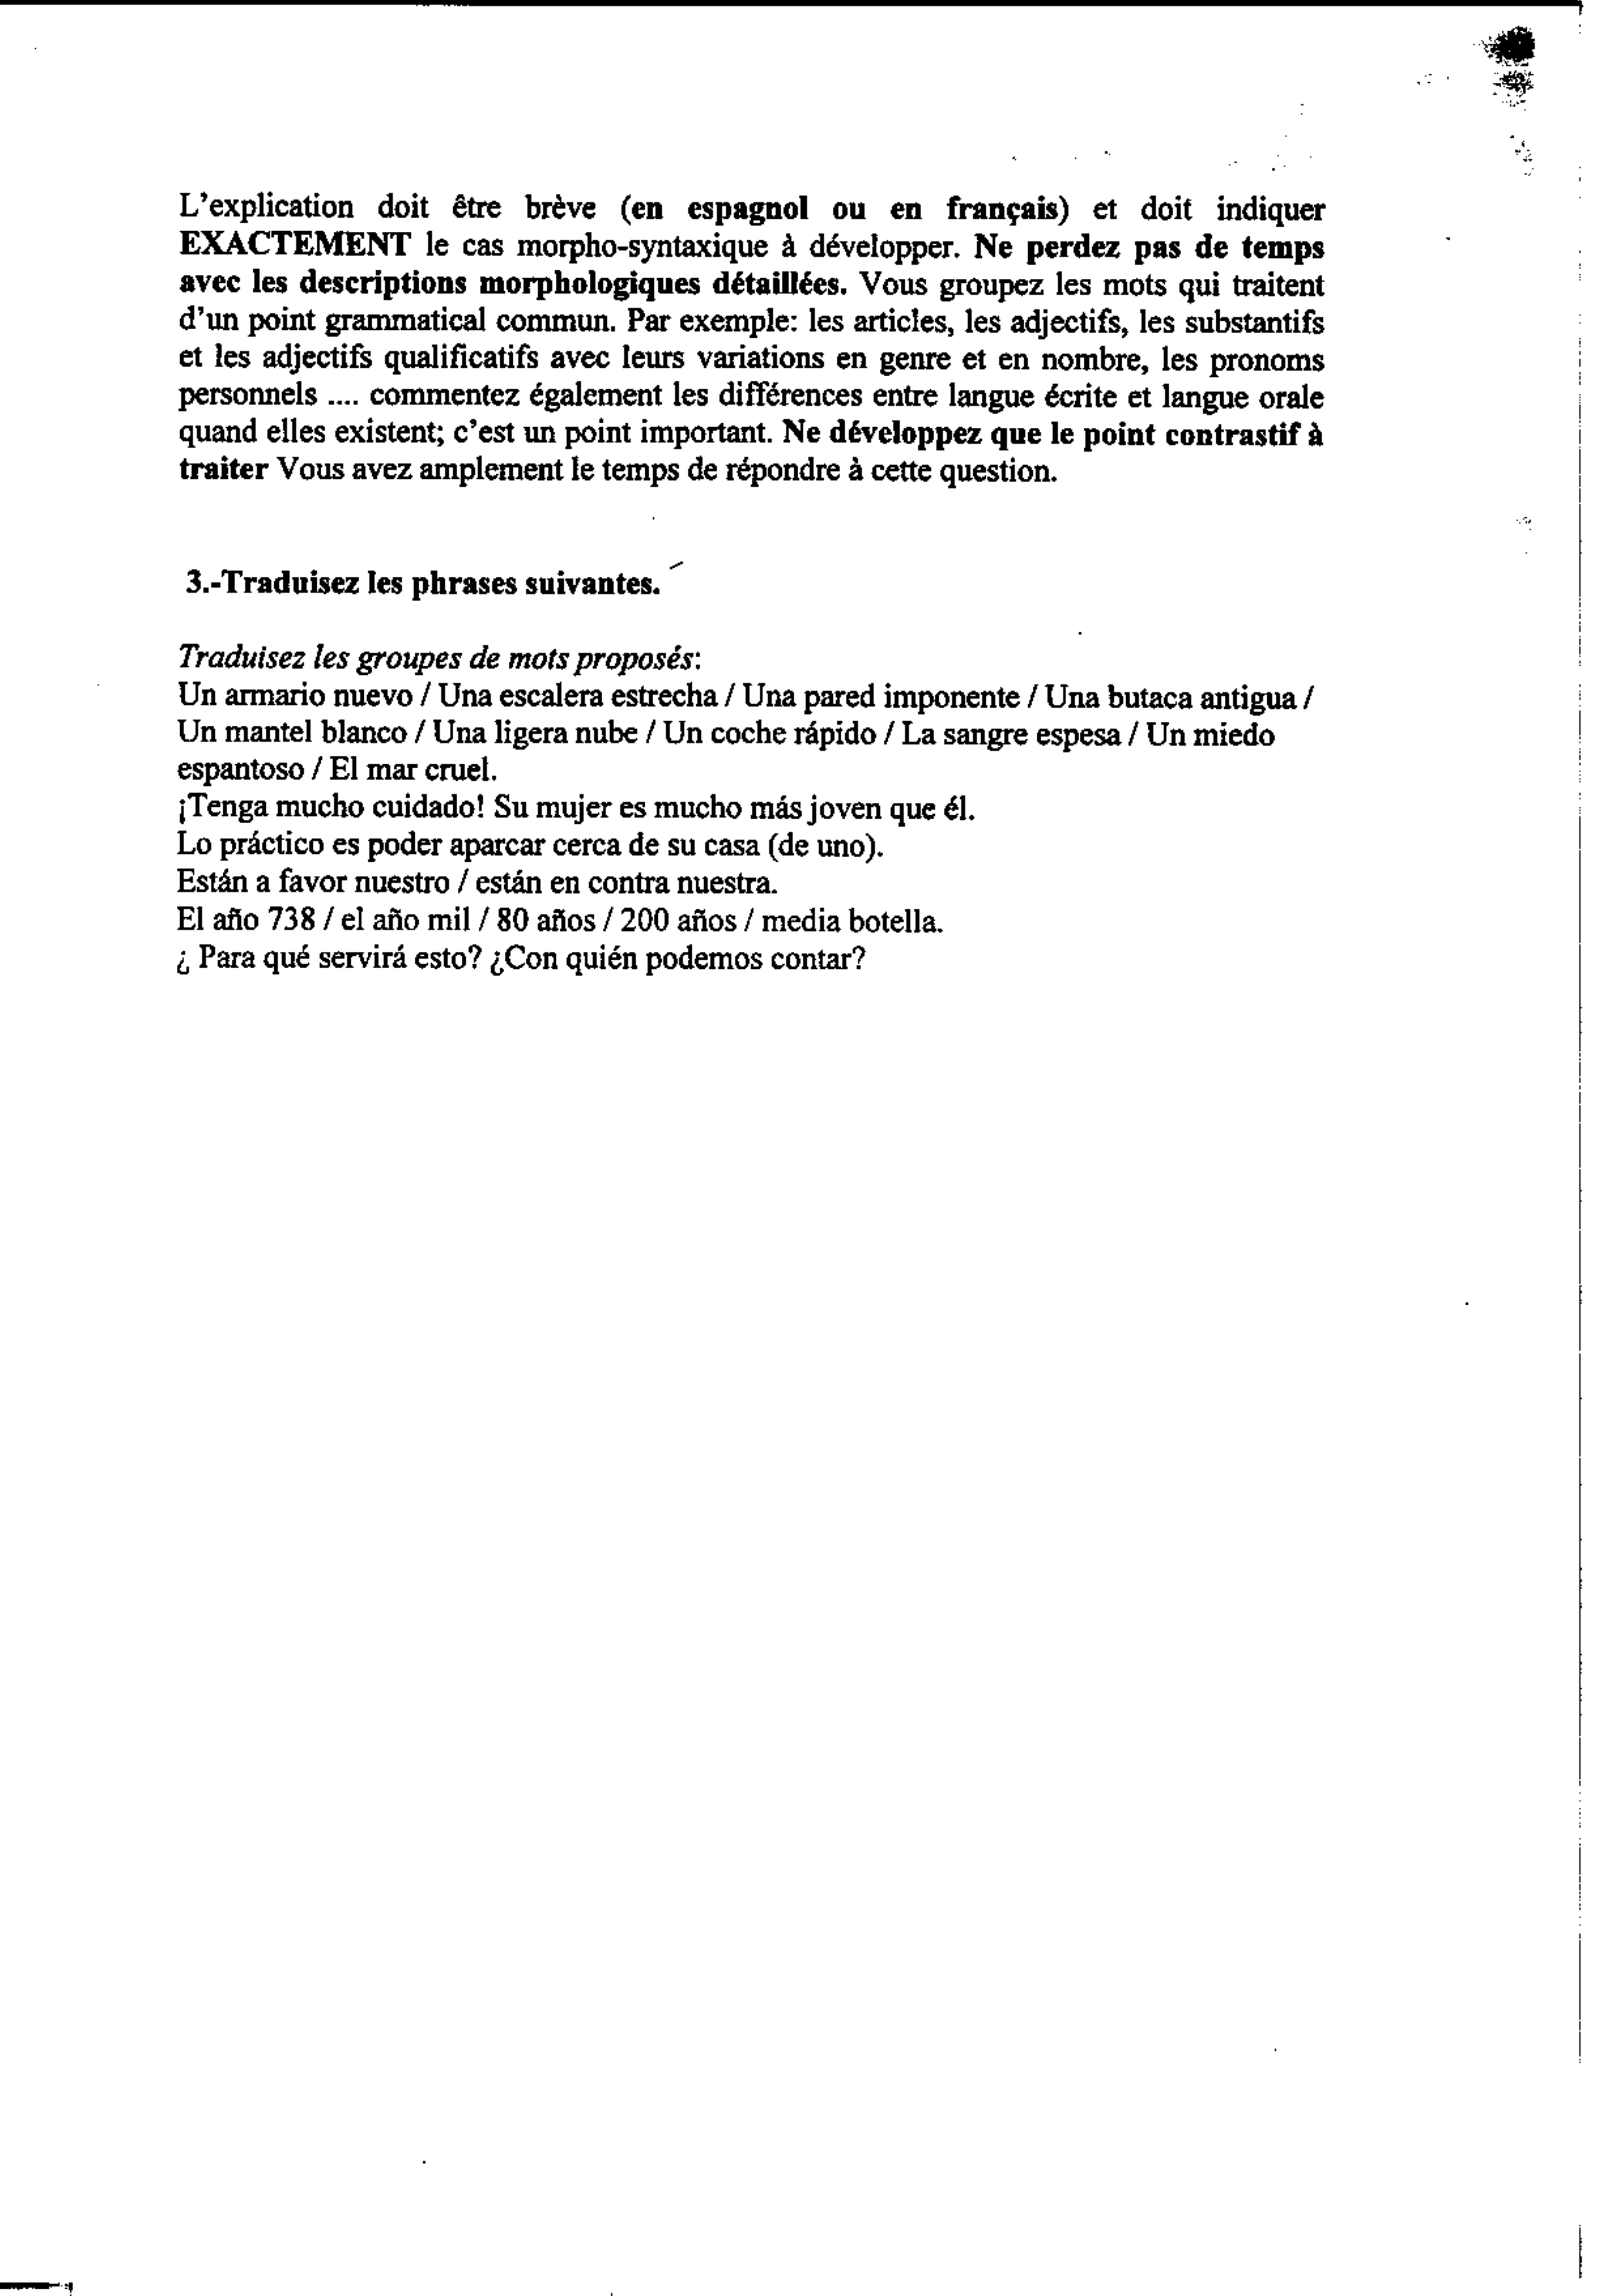 L'explication doit être brève (en espagnol ou en français) et doit indiquer
EXACTEMENT le cas morpho-syntaxique à développer. Ne perdez pas de temps
avec les descriptions morphologiques détaillées. Vous groupez les mots qui traitent
d'un point grammatical commun. Par exemple: les articles, les adjectifs, les substantifs
et les adjectifs qualificatifs avec leurs variations en genre et en nombre, les pronoms
personnels .... commentez également les différences entre langue écrite et langue orale
quand elles existent; c'est un point important. Ne développez que le point contrastif à
traiter Vous avez amplement le temps de répondre à cette question.
3.-Traduisez les phrases suivantes.
Traduisez les groupes de mots proposés:
Un armario nuevo / Una escalera estrecha / Una pared imponente / Una butaca antigua /
Un mantel blanco / Una ligera nube / Un coche rápido / La sangre espesa / Un miedo
espantoso / El mar cruel.
¡Tenga mucho cuidado! Su mujer es mucho más joven que él.
Lo práctico es poder aparcar cerca de su casa (de uno).
Están a favor nuestro / están en contra nuestra.
El año 738 / el año mil / 80 años / 200 años / media botella.
¿ Para qué servirá esto? ¿Con quién podemos contar?